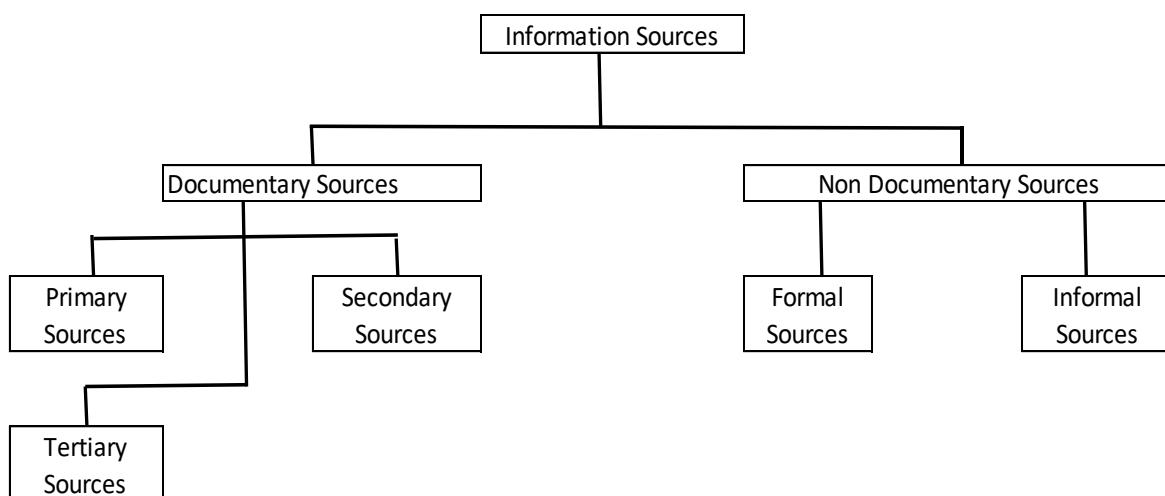 Information Sources
Documentary Sources
Non Documentary Sources
Primary
Sources
Secondary
Sources
Formal
Sources
Informal
Sources
Tertiary
Sources